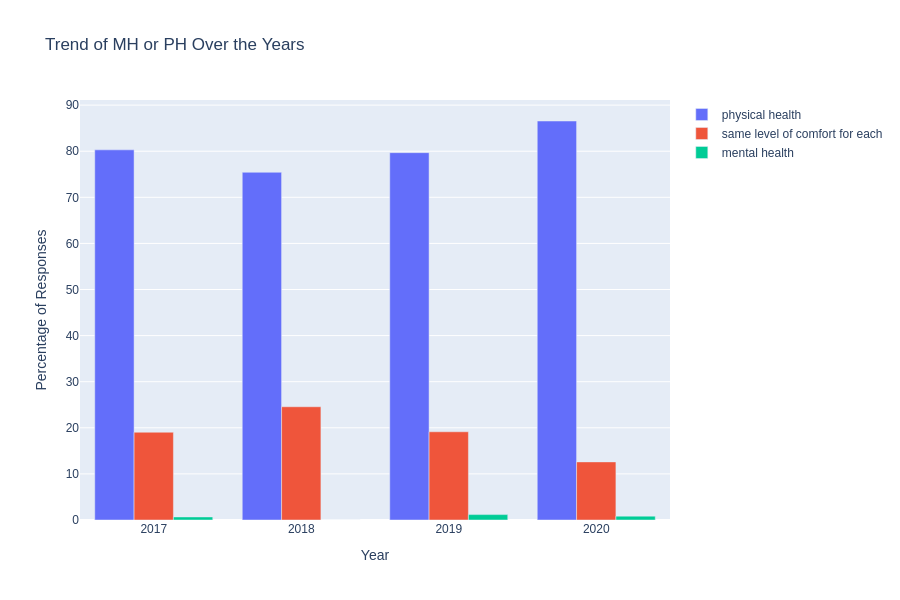 Trend of MH or PH Over the Years
physical health
same level of comfort for each
mental health
Percentage of Responses
90
80
70
60
50
40
30
20
10
0
2017
2018
2019
2020
Year